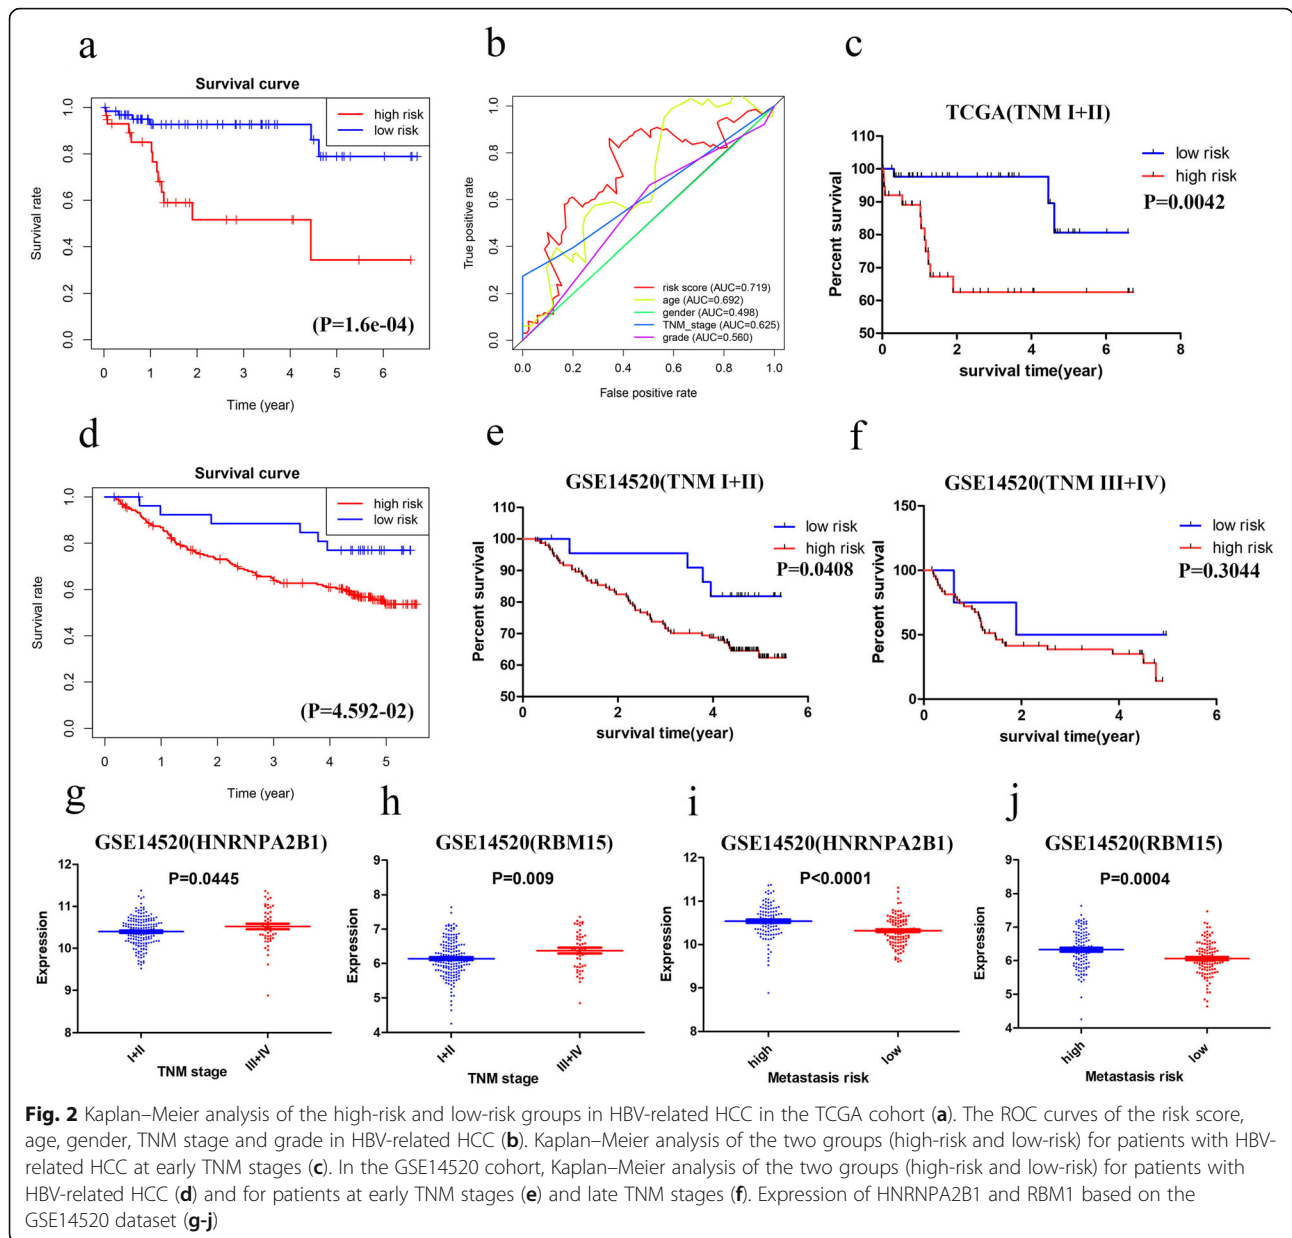 a
Survival curve
high risk
low risk
Survival rate
1.0
0.8
0.6
0.4
0.2
0.0
(P=1.6e-04)
0 1 2 3 4 5 6
Time (year)
b
True positive rate
1.0
0.8
0.6
0.4
0.2
0.0
risk score (AUC=0.719)
age (AUC=0.692)
gender (AUC=0.498)
TNM_stage (AUC=0.625)
grade (AUC=0.560)
0.0 0.2 0.4 0.6 0.8 1.0
False positive rate
c
TCGA(TNM I+II)
low risk
high risk
P=0.0042
Percent survival
110
100
90
80
70
60
50
0 2 4 6 8
survival time(year)
d
Survival curve
high risk
low risk
Survival rate
1.0
0.8
0.6
0.4
0.2
0.0
(P=4.592-02)
0 1 2 3 4 5
Time (year)
e
GSE14520(TNM I+II)
low risk
high risk
P=0.0408
Percent survival
110
100
90
80
70
60
50
0 2 4 6
survival time(year)
f
GSE14520(TNM III+IV)
low risk
high risk
P=0.3044
Percent survival
150
100
50
0
0 2 4 6
survival time(year)
g
GSE14520(HNRNPA2B1)
P=0.0445
Expression
12
11
10
9
8
I+II III+IV
TNM stage
h
GSE14520(RBM15)
P=0.009
Expression
9
8
7
6
5
4
I+II III+IV
TNM stage
i
GSE14520(HNRNPA2B1)
P<0.0001
Expression
12
11
10
9
8
high low
Metastasis risk
j
GSE14520(RBM15)
P=0.0004
Expression
9
8
7
6
5
4
high low
Metastasis risk
Fig. 2 Kaplan–Meier analysis of the high-risk and low-risk groups in HBV-related HCC in the TCGA cohort (a). The ROC curves of the risk score,
age, gender, TNM stage and grade in HBV-related HCC (b). Kaplan–Meier analysis of the two groups (high-risk and low-risk) for patients with HBV-
related HCC at early TNM stages (c). In the GSE14520 cohort, Kaplan–Meier analysis of the two groups (high-risk and low-risk) for patients with
HBV-related HCC (d) and for patients at early TNM stages (e) and late TNM stages (f). Expression of HNRNPA2B1 and RBM1 based on the
GSE14520 dataset (g-j)